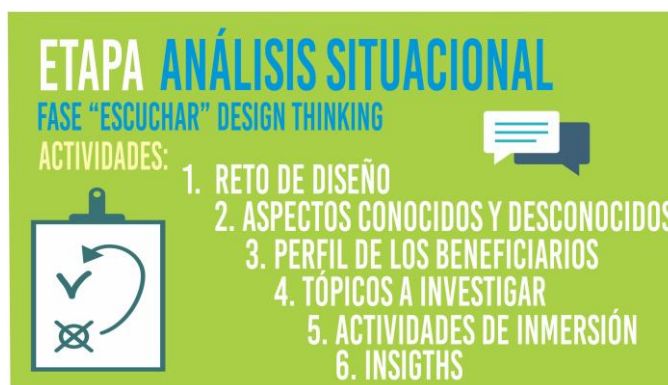 ETAPA ANÁLISIS SITUACIONAL
FASE “ESCUCHAR” DESIGN THINKING
ACTIVIDADES:
1. RETO DE DISEÑO
2. ASPECTOS CONOCIDOS Y DESCONOCIDOS
3. PERFIL DE LOS BENEFICIARIOS
4. TÓPICOS A INVESTIGAR
5. ACTIVIDADES DE INMERSIÓN
6. INSIGTHS